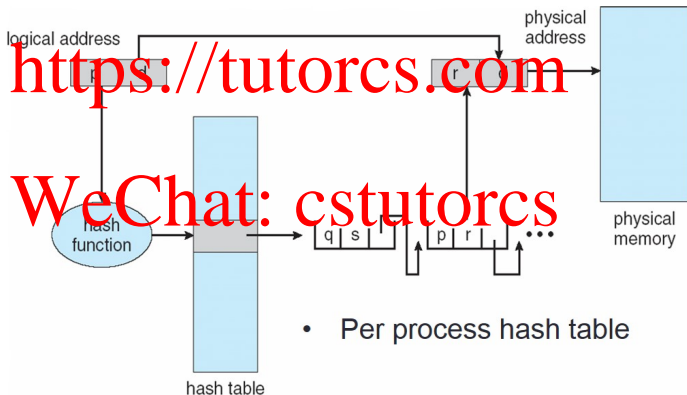 logical address
physical
address
p d
r d
https://tutorcs.com
WeChat: cstutorcs
hash
function
q s
p r
physical
memory
• Per process hash table
hash table